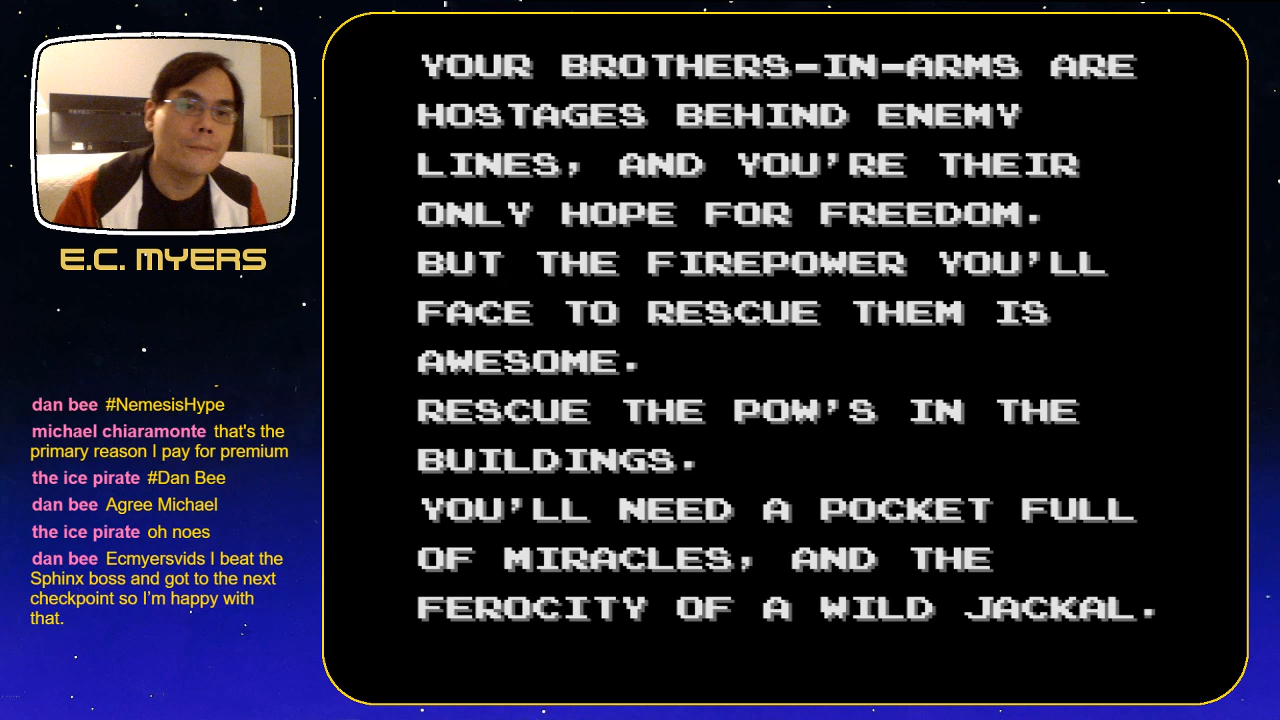 E.C. MYERS
dan bee #NemesisHype
michael chiaramonte that's the
primary reason I pay for premium
the ice pirate #Dan Bee
dan bee Agree Michael
the ice pirate oh noes
dan bee Ecmyersvids I beat the
Sphinx boss and got to the next
checkpoint so I'm happy with
that.
YOUR BROTHERS-IN-ARMS ARE
HOSTAGES BEHIND ENEMY
LINES, AND YOU'RE THEIR
ONLY HOPE FOR FREEDOM.
BUT THE FIREPOWER YOU'LL
FACE TO RESCUE THEM IS
AWESOME.
RESCUE THE POW'S IN THE
BUILDINGS.
YOU'LL NEED A POCKET FULL
OF MIRACLES, AND THE
FEROCITY OF A WILD JACKAL.